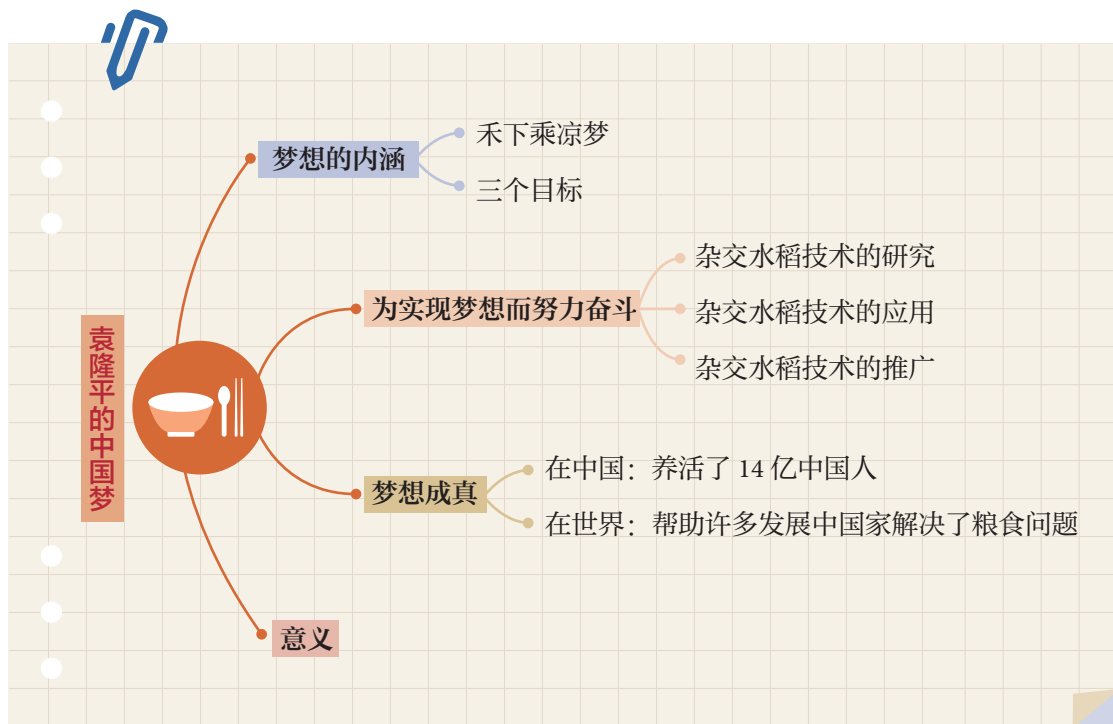 袁隆平的中国梦
梦想的内涵
禾下乘凉梦
三个目标
为实现梦想而努力奋斗
杂交水稻技术的研究
杂交水稻技术的应用
杂交水稻技术的推广
梦想成真
在中国：养活了 14 亿中国人
在世界：帮助许多发展中国家解决了粮食问题
意义